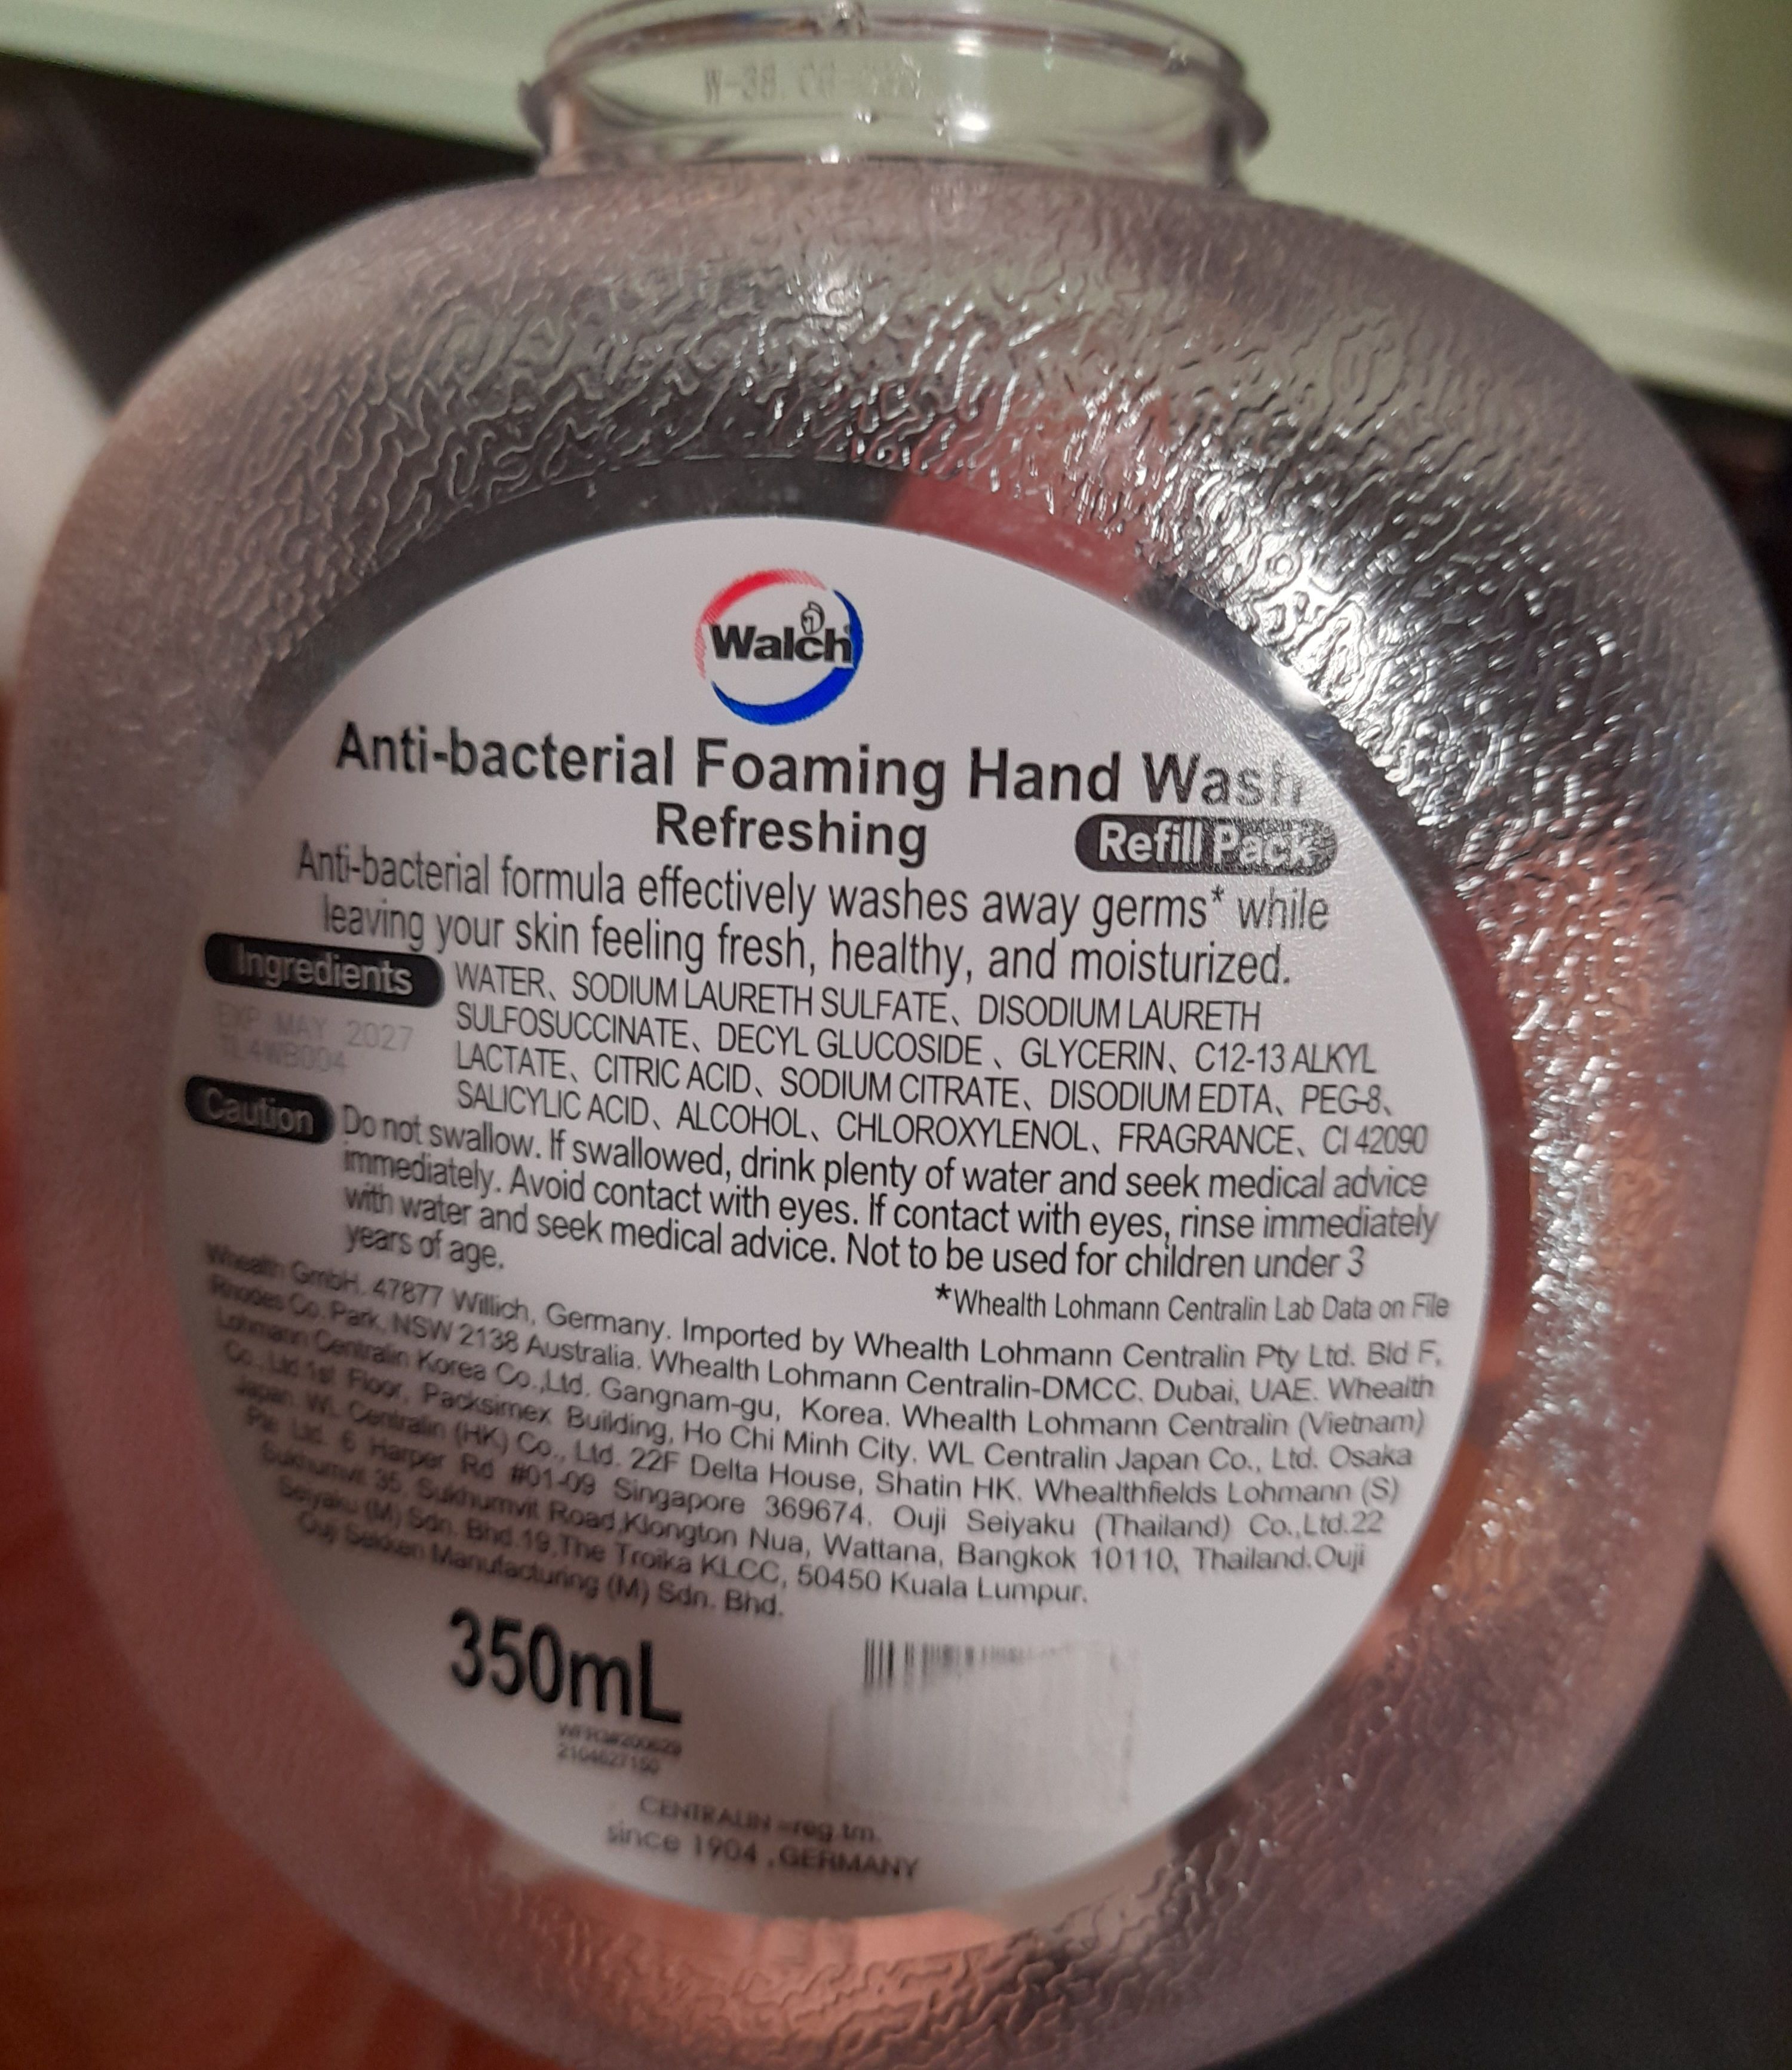 W-38.
Walch
Anti-bacterial Foaming Hand Wash
Refreshing Refill Pack
Anti-bacterial formula effectively washes away germs* while
leaving your skin feeling fresh, healthy, and moisturized.
Ingredients WATER、SODIUM LAURETH SULFATE、DISODIUM LAURETH
SULFOSUCCINATE、DECYL GLUCOSIDE、GLYCERIN、C12-13 ALKYL
LACTATE、CITRIC ACID、SODIUM CITRATE、DISODIUM EDTA、PEG-8、
SALICYLIC ACID、ALCOHOL、CHLOROXYLENOL、FRAGRANCE、CI 42090
EXP MAY 2027
TL4WB004
Caution Do not swallow. If swallowed, drink plenty of water and seek medical advice
immediately. Avoid contact with eyes. If contact with eyes, rinse immediately
with water and seek medical advice. Not to be used for children under 3
years of age.
*Whealth Lohmann Centralin Lab Data on File
Whealth GmbH. 47877 Willich, Germany. Imported by Whealth Lohmann Centralin Pty Ltd. Bld F,
Rhodes Co. Park, NSW 2138 Australia. Whealth Lohmann Centralin-DMCC. Dubai, UAE. Whealth
Lohmann Centralin Korea Co.,Ltd. Gangnam-gu, Korea. Whealth Lohmann Centralin (Vietnam)
Co., Ltd 1st Floor, Packsimex Building, Ho Chi Minh City. WL Centralin Japan Co., Ltd. Osaka
Japan. WL Centralin (HK) Co., Ltd. 22F Delta House, Shatin HK. Whealthfields Lohmann (S)
Pte Ltd. 6 Harper Rd #01-09 Singapore 369674. Ouji Seiyaku (Thailand) Co.,Ltd.22
Sukhumvit 35, Sukhumvit Road,Klongton Nua, Wattana, Bangkok 10110, Thailand.Ouji
Seiyaku (M) Sdn. Bhd.19,The Troika KLCC, 50450 Kuala Lumpur.
Ouji Sekken Manufacturing (M) Sdn. Bhd.
350mL
2104627150
CENTRALIN =reg.tm.
since 1904 ,GERMANY